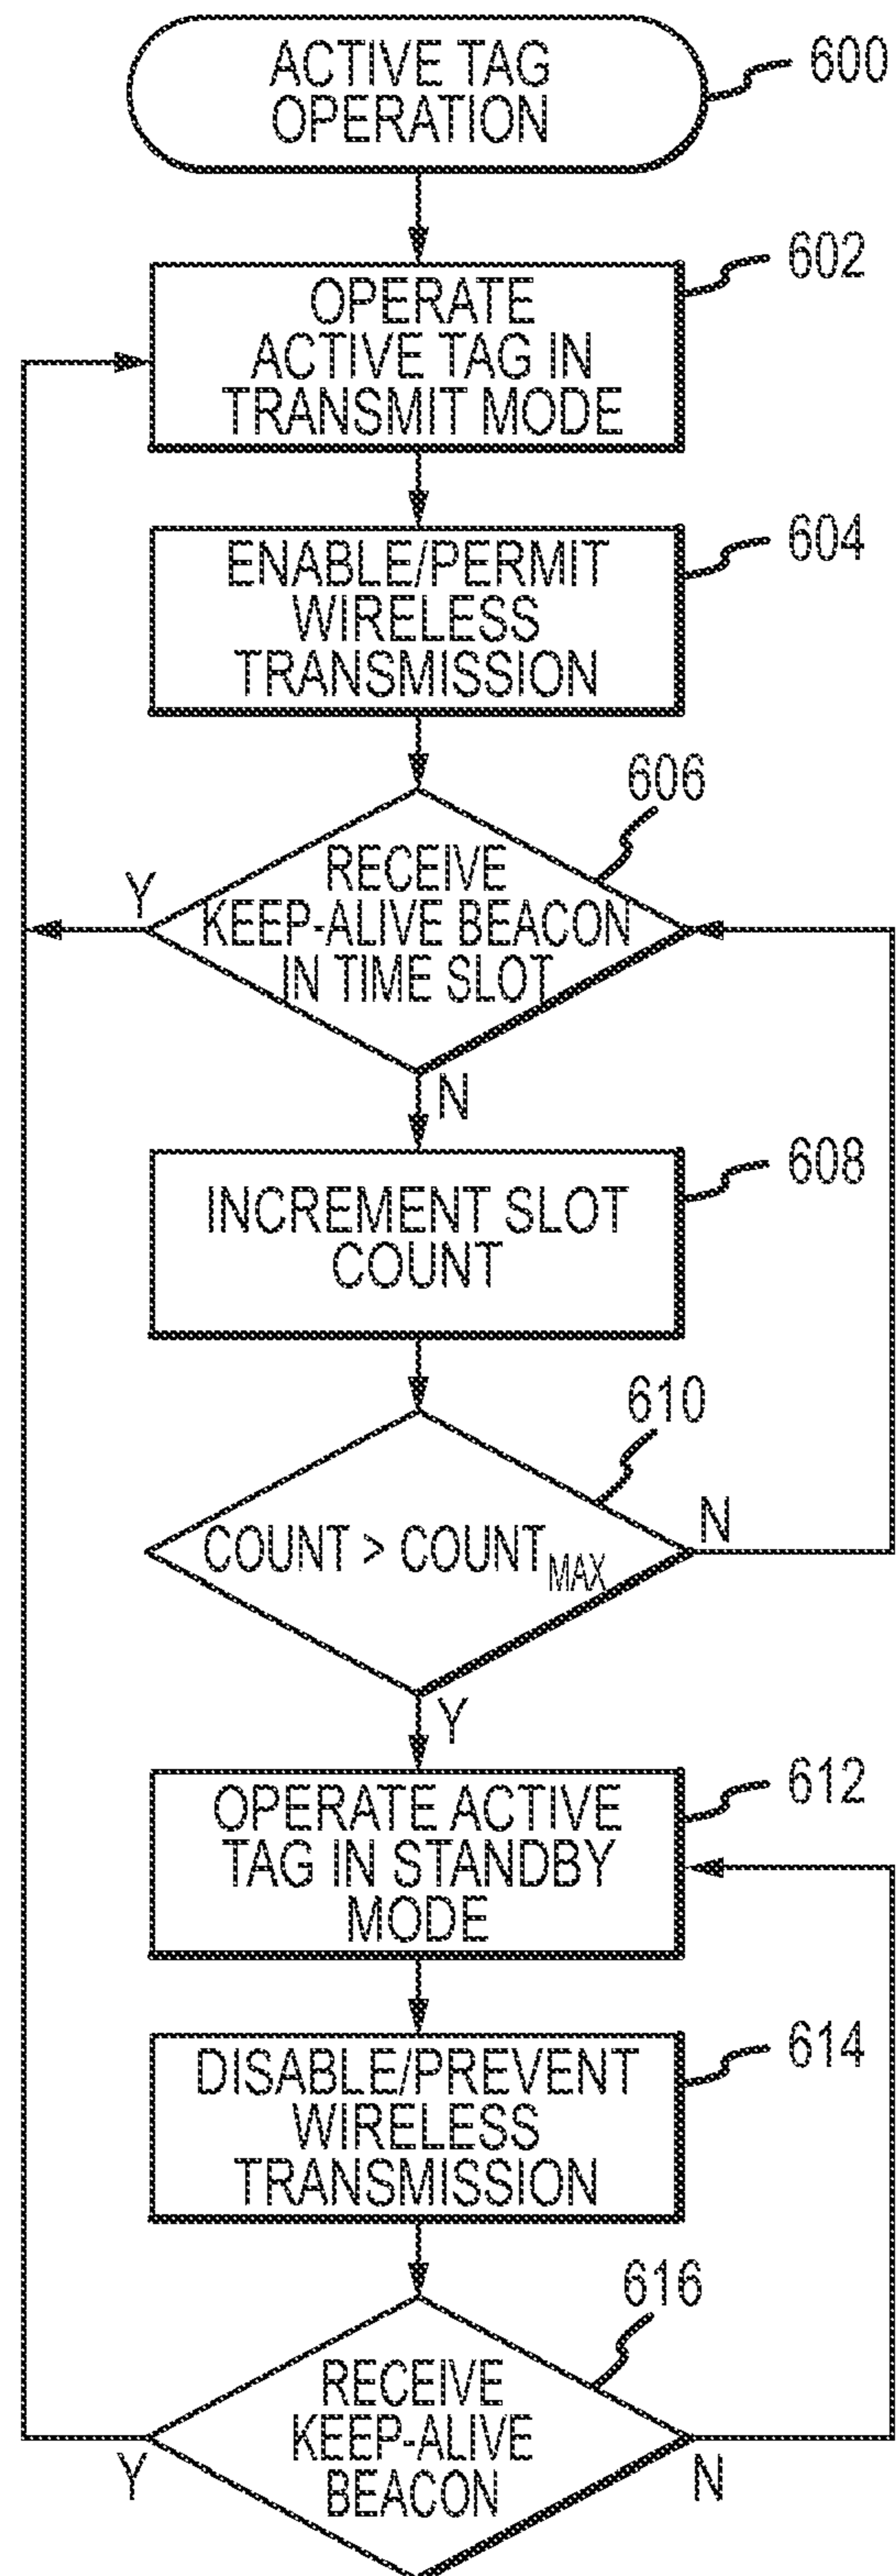 ACTIVE TAG
OPERATION
600
602
OPERATE
ACTIVE TAG IN
TRANSMIT MODE
604
ENABLE/PERMIT
WIRELESS
TRANSMISSION
606
RECEIVE
KEEP-ALIVE BEACON
IN TIME SLOT
Y
N
608
INCREMENT SLOT
COUNT
610
COUNT > COUNT MAX
N
Y
612
OPERATE ACTIVE
TAG IN STANDBY
MODE
614
DISABLE/PREVENT
WIRELESS
TRANSMISSION
616
RECEIVE
KEEP-ALIVE
BEACON
Y
N